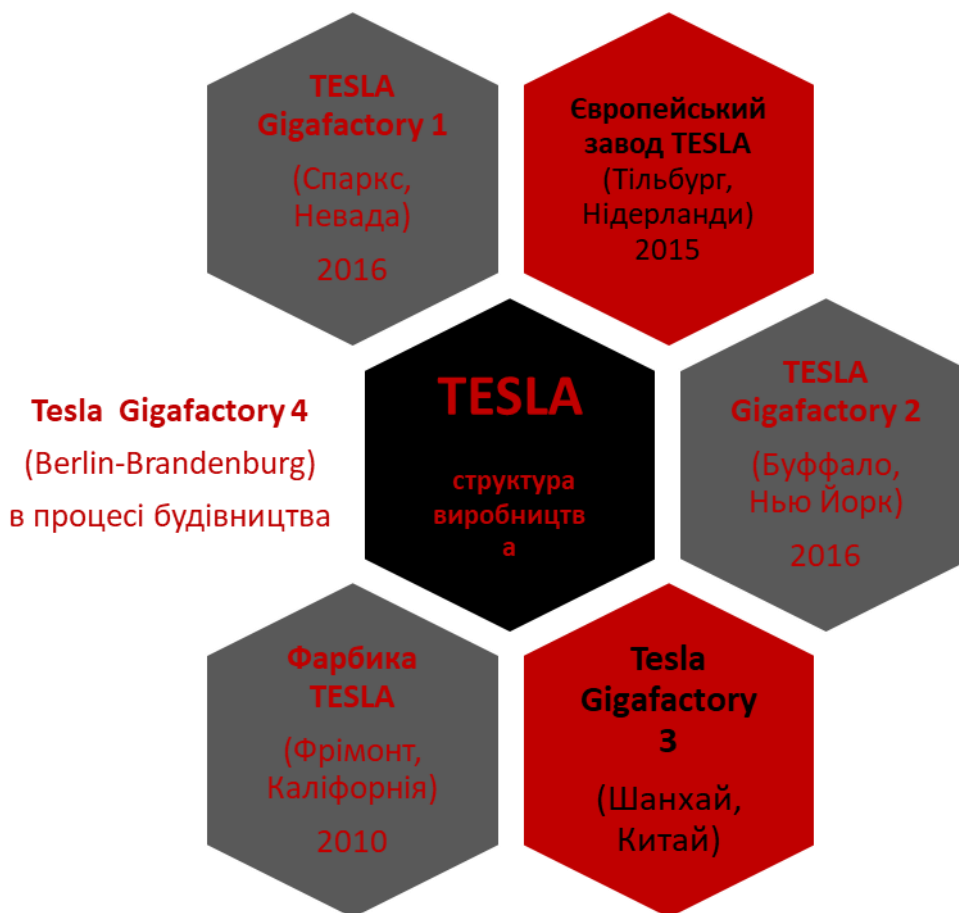 TESLA
Gigafactory 1
(Спаркс,
Невада)
2016
Європейський
завод TESLA
(Тільбург,
Нідерланди)
2015
Tesla Gigafactory 4
(Berlin-Brandenburg)
в процесі будівництва
TESLA
структура
виробництв
а
TESLA
Gigafactory 2
(Буффало,
Нью Йорк)
2016
Фарбика
TESLA
(Фрімонт,
Каліфорнія)
2010
Tesla
Gigafactory
3
(Шанхай,
Китай)